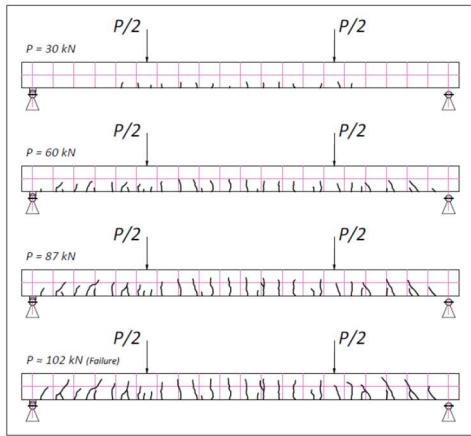 P/2 P/2
P = 30 kN
P/2 P/2
P = 60 kN
P/2 P/2
P = 87 kN
P/2 P/2
P = 102 kN (Failure)